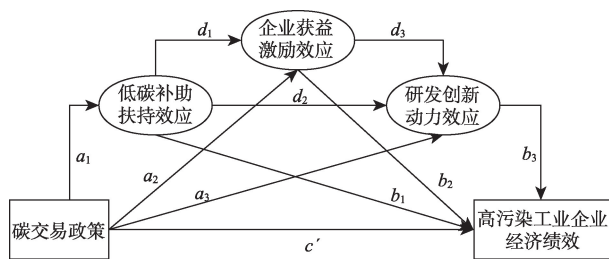 企业获益
激励效应
d₁
d₃
低碳补助
扶持效应
d₂
研发创新
动力效应
a₁
a₂
a₃
b₁
b₂
b₃
碳交易政策
c′
高污染工业企业
经济绩效